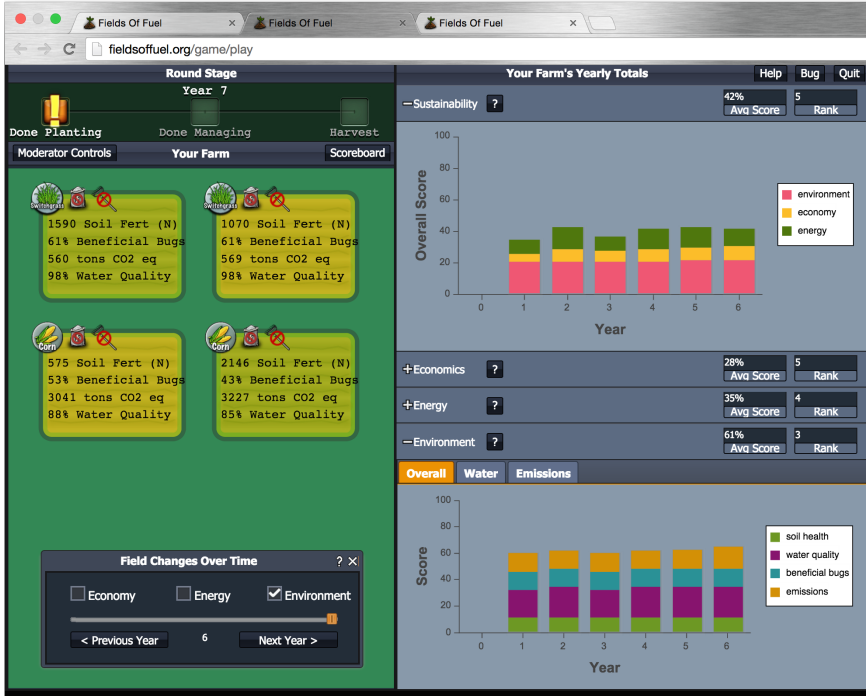 Fields Of Fuel × Fields Of Fuel × Fields Of Fuel ×
fieldsoffuel.org/game/play
Round Stage
Year 7
Done Planting Done Managing Harvest
Moderator Controls Your Farm Scoreboard
Switchgrass
1590 Soil Fert (N)
61% Beneficial Bugs
560 tons CO2 eq
98% Water Quality
Switchgrass
1070 Soil Fert (N)
61% Beneficial Bugs
569 tons CO2 eq
98% Water Quality
Corn
575 Soil Fert (N)
53% Beneficial Bugs
3041 tons CO2 eq
88% Water Quality
Corn
2146 Soil Fert (N)
43% Beneficial Bugs
3227 tons CO2 eq
85% Water Quality
Field Changes Over Time ? X
Economy Energy Environment
< Previous Year 6 Next Year >
Your Farm's Yearly Totals Help Bug Quit
−Sustainability ? 42% 5
Avg Score Rank
100
80
60
40
20
0
Overall Score
0 1 2 3 4 5 6
Year
environment
economy
energy
+Economics ? 28% 5
Avg Score Rank
+Energy ? 35% 4
Avg Score Rank
−Environment ? 61% 3
Avg Score Rank
Overall Water Emissions
100
80
60
40
20
0
Score
0 1 2 3 4 5 6
Year
soil health
water quality
beneficial bugs
emissions